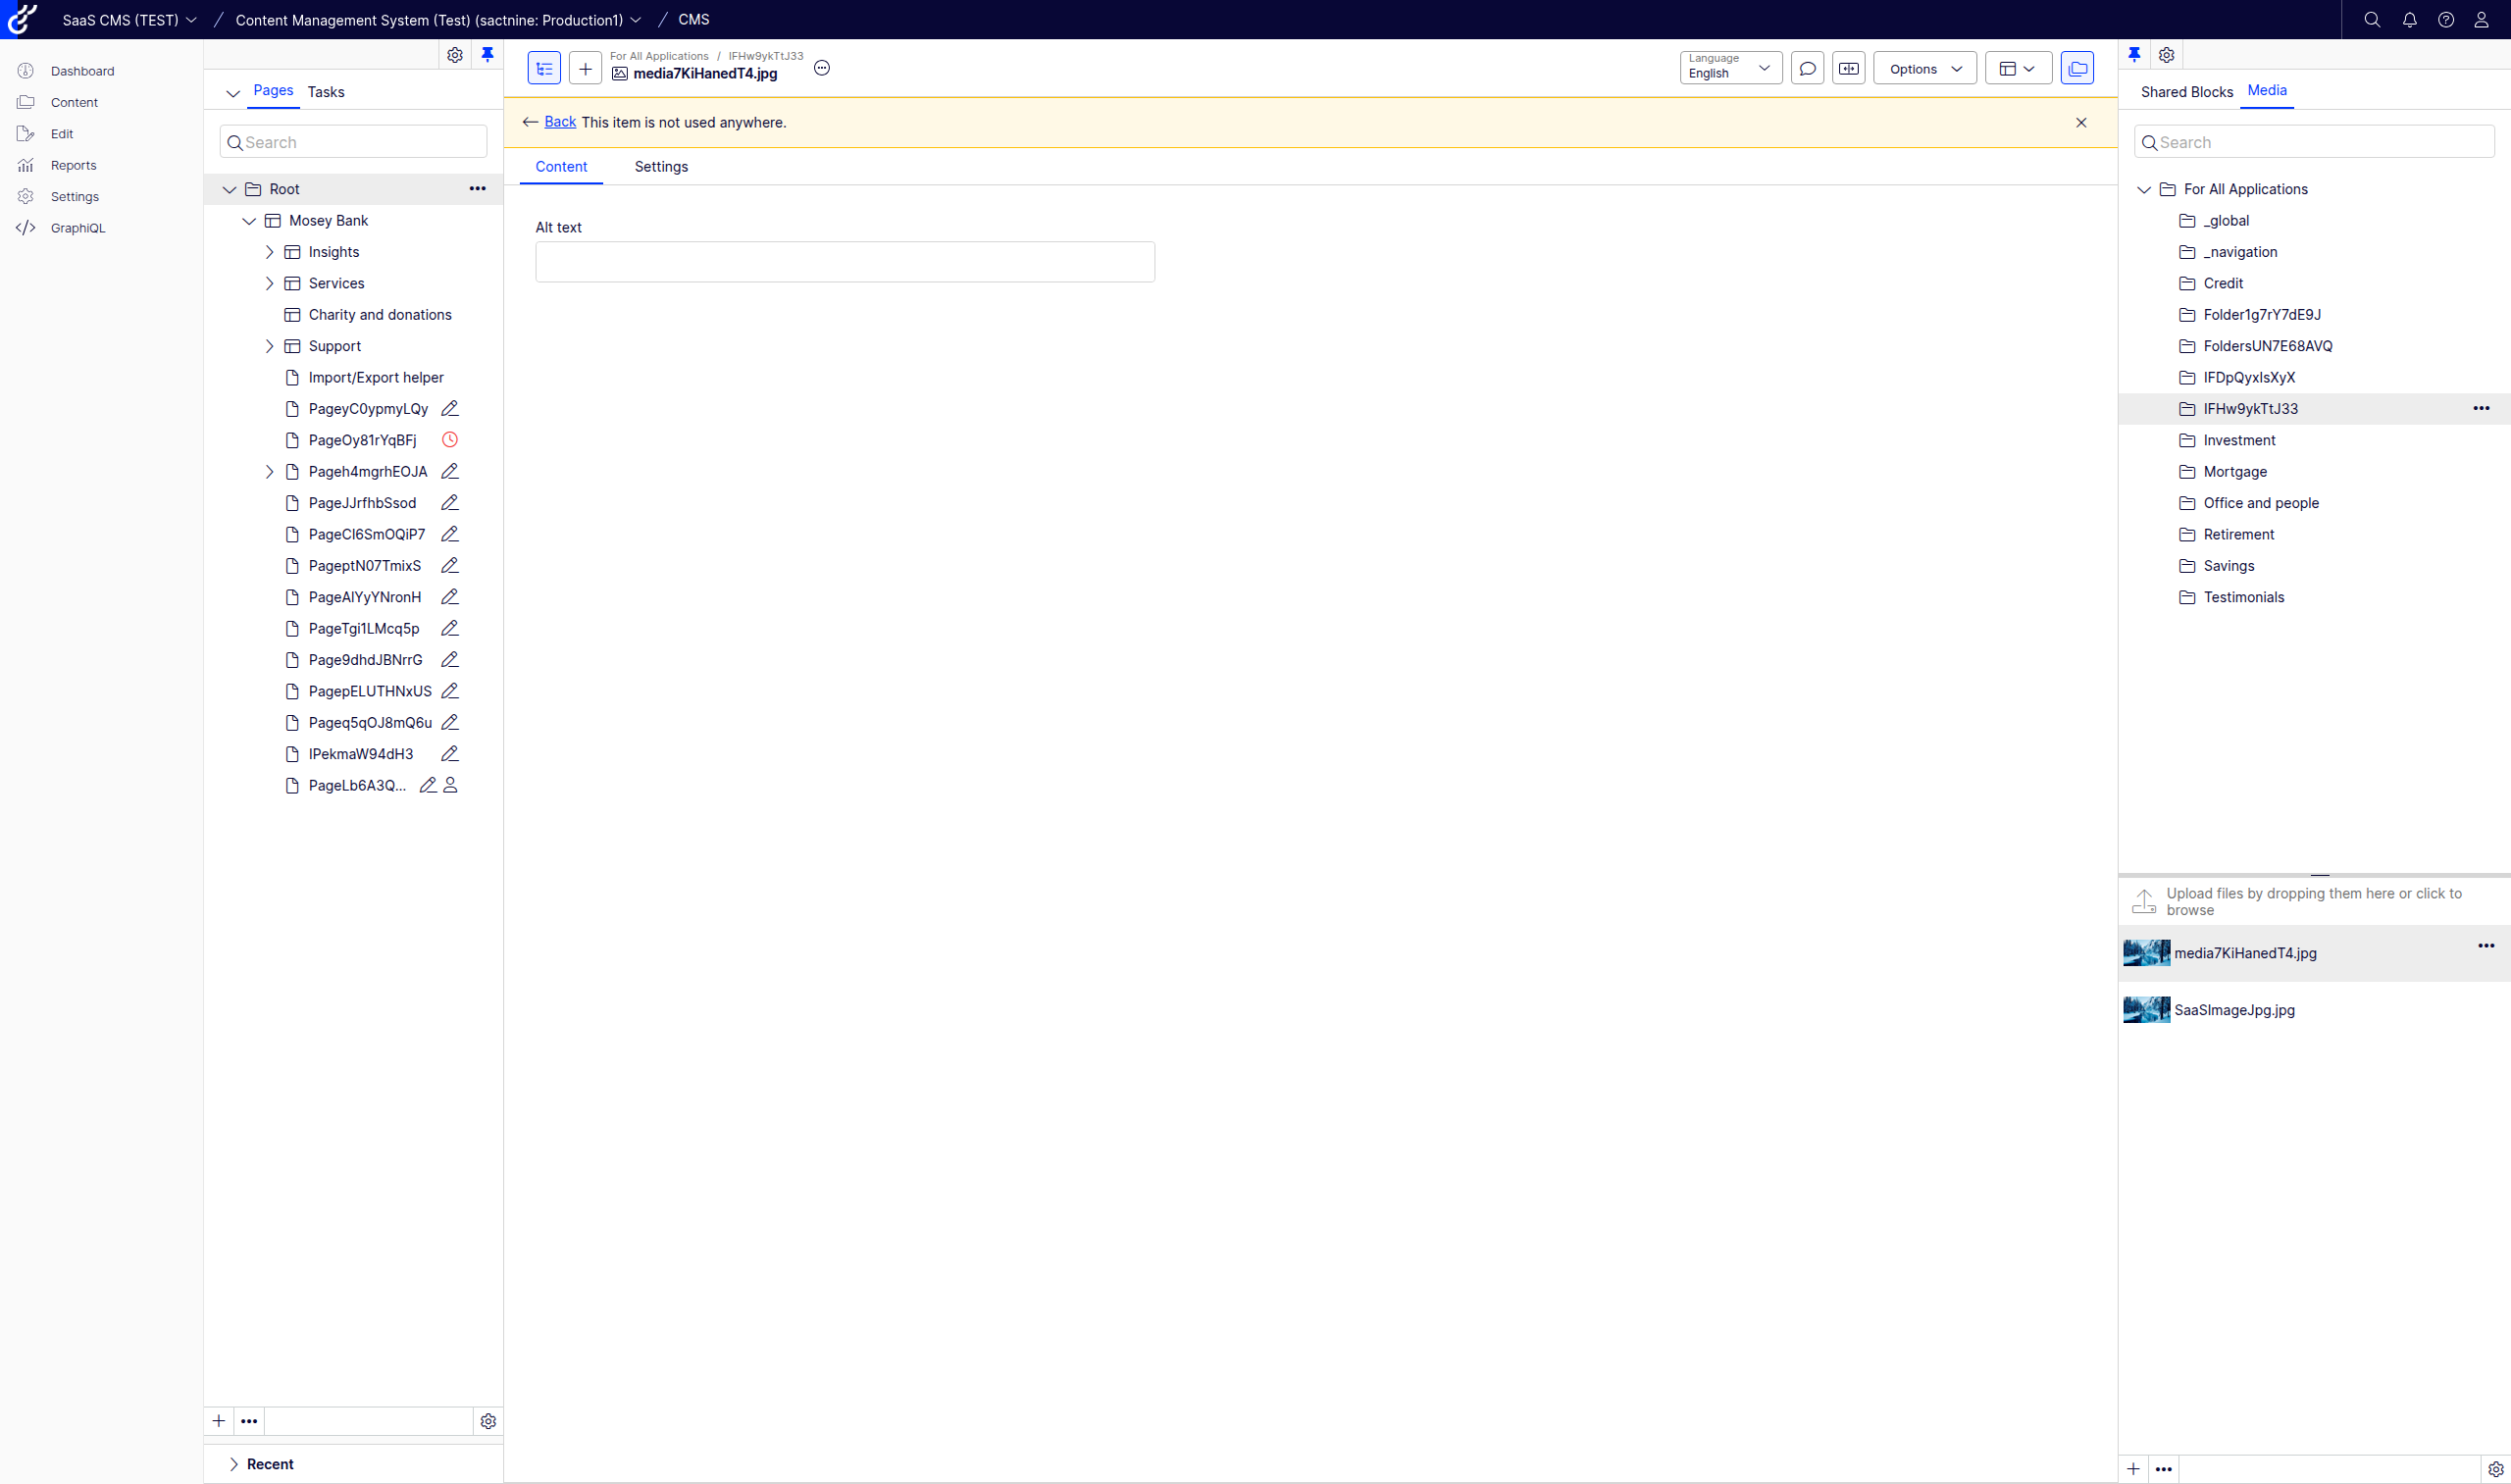 SaaS CMS (TEST) / Content Management System (Test) (sactnine: Production1) / CMS
Dashboard
Content
Edit
Reports
Settings
GraphiQL
Pages Tasks
Search
Root
Mosey Bank
Insights
Services
Charity and donations
Support
Import/Export helper
PageyC0ypmyLQy
PageOy81rYqBFj
Pageh4mgrhEOJA
PageJJrfhbSsod
PageCl6SmOQiP7
PageptN07TmixS
PageAlYyYNronH
PageTgi1LMcq5p
Page9dhdJBNrrG
PagepELUTHNxUS
Pageq5qOJ8mQ6u
IPekmaW94dH3
PageLb6A3Q...
Recent
For All Applications / IFHw9ykTtJ33
media7KiHanedT4.jpg
Language
English
Options
Back This item is not used anywhere.
Content Settings
Alt text
Shared Blocks Media
Search
For All Applications
_global
_navigation
Credit
Folder1g7rY7dE9J
FoldersUN7E68AVQ
IFDpQyxIsXyX
IFHw9ykTtJ33
Investment
Mortgage
Office and people
Retirement
Savings
Testimonials
Upload files by dropping them here or click to
browse
media7KiHanedT4.jpg
SaaSImageJpg.jpg